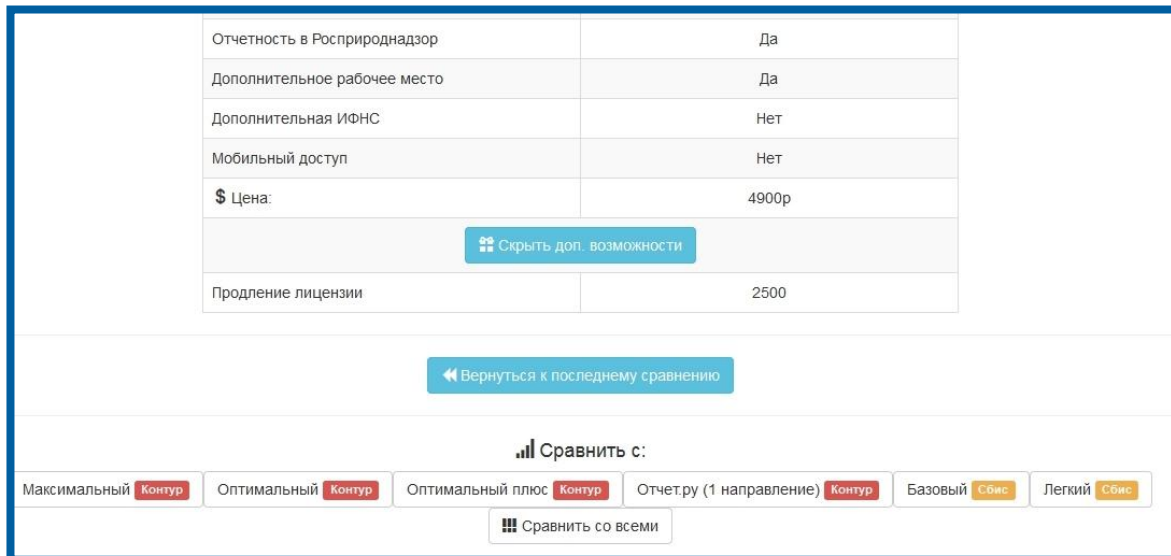 Отчетность в Росприроднадзор Да
Дополнительное рабочее место Да
Дополнительная ИФНС Нет
Мобильный доступ Нет
$ Цена: 4900р
Скрыть доп. возможности
Продление лицензии 2500
Вернуться к последнему сравнению
Сравнить с:
Максимальный Контур Оптимальный Контур Оптимальный плюс Контур Отчет.ру (1 направление) Контур Базовый Сбис Легкий Сбис
Сравнить со всеми